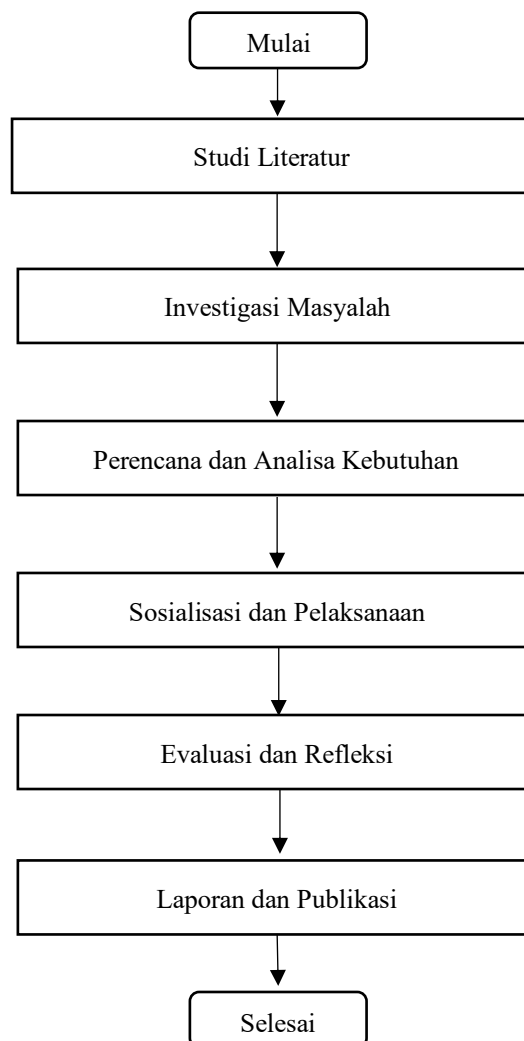 Mulai
Studi Literatur
Investigasi Masyalah
Perencana dan Analisa Kebutuhan
Sosialisasi dan Pelaksanaan
Evaluasi dan Refleksi
Laporan dan Publikasi
Selesai